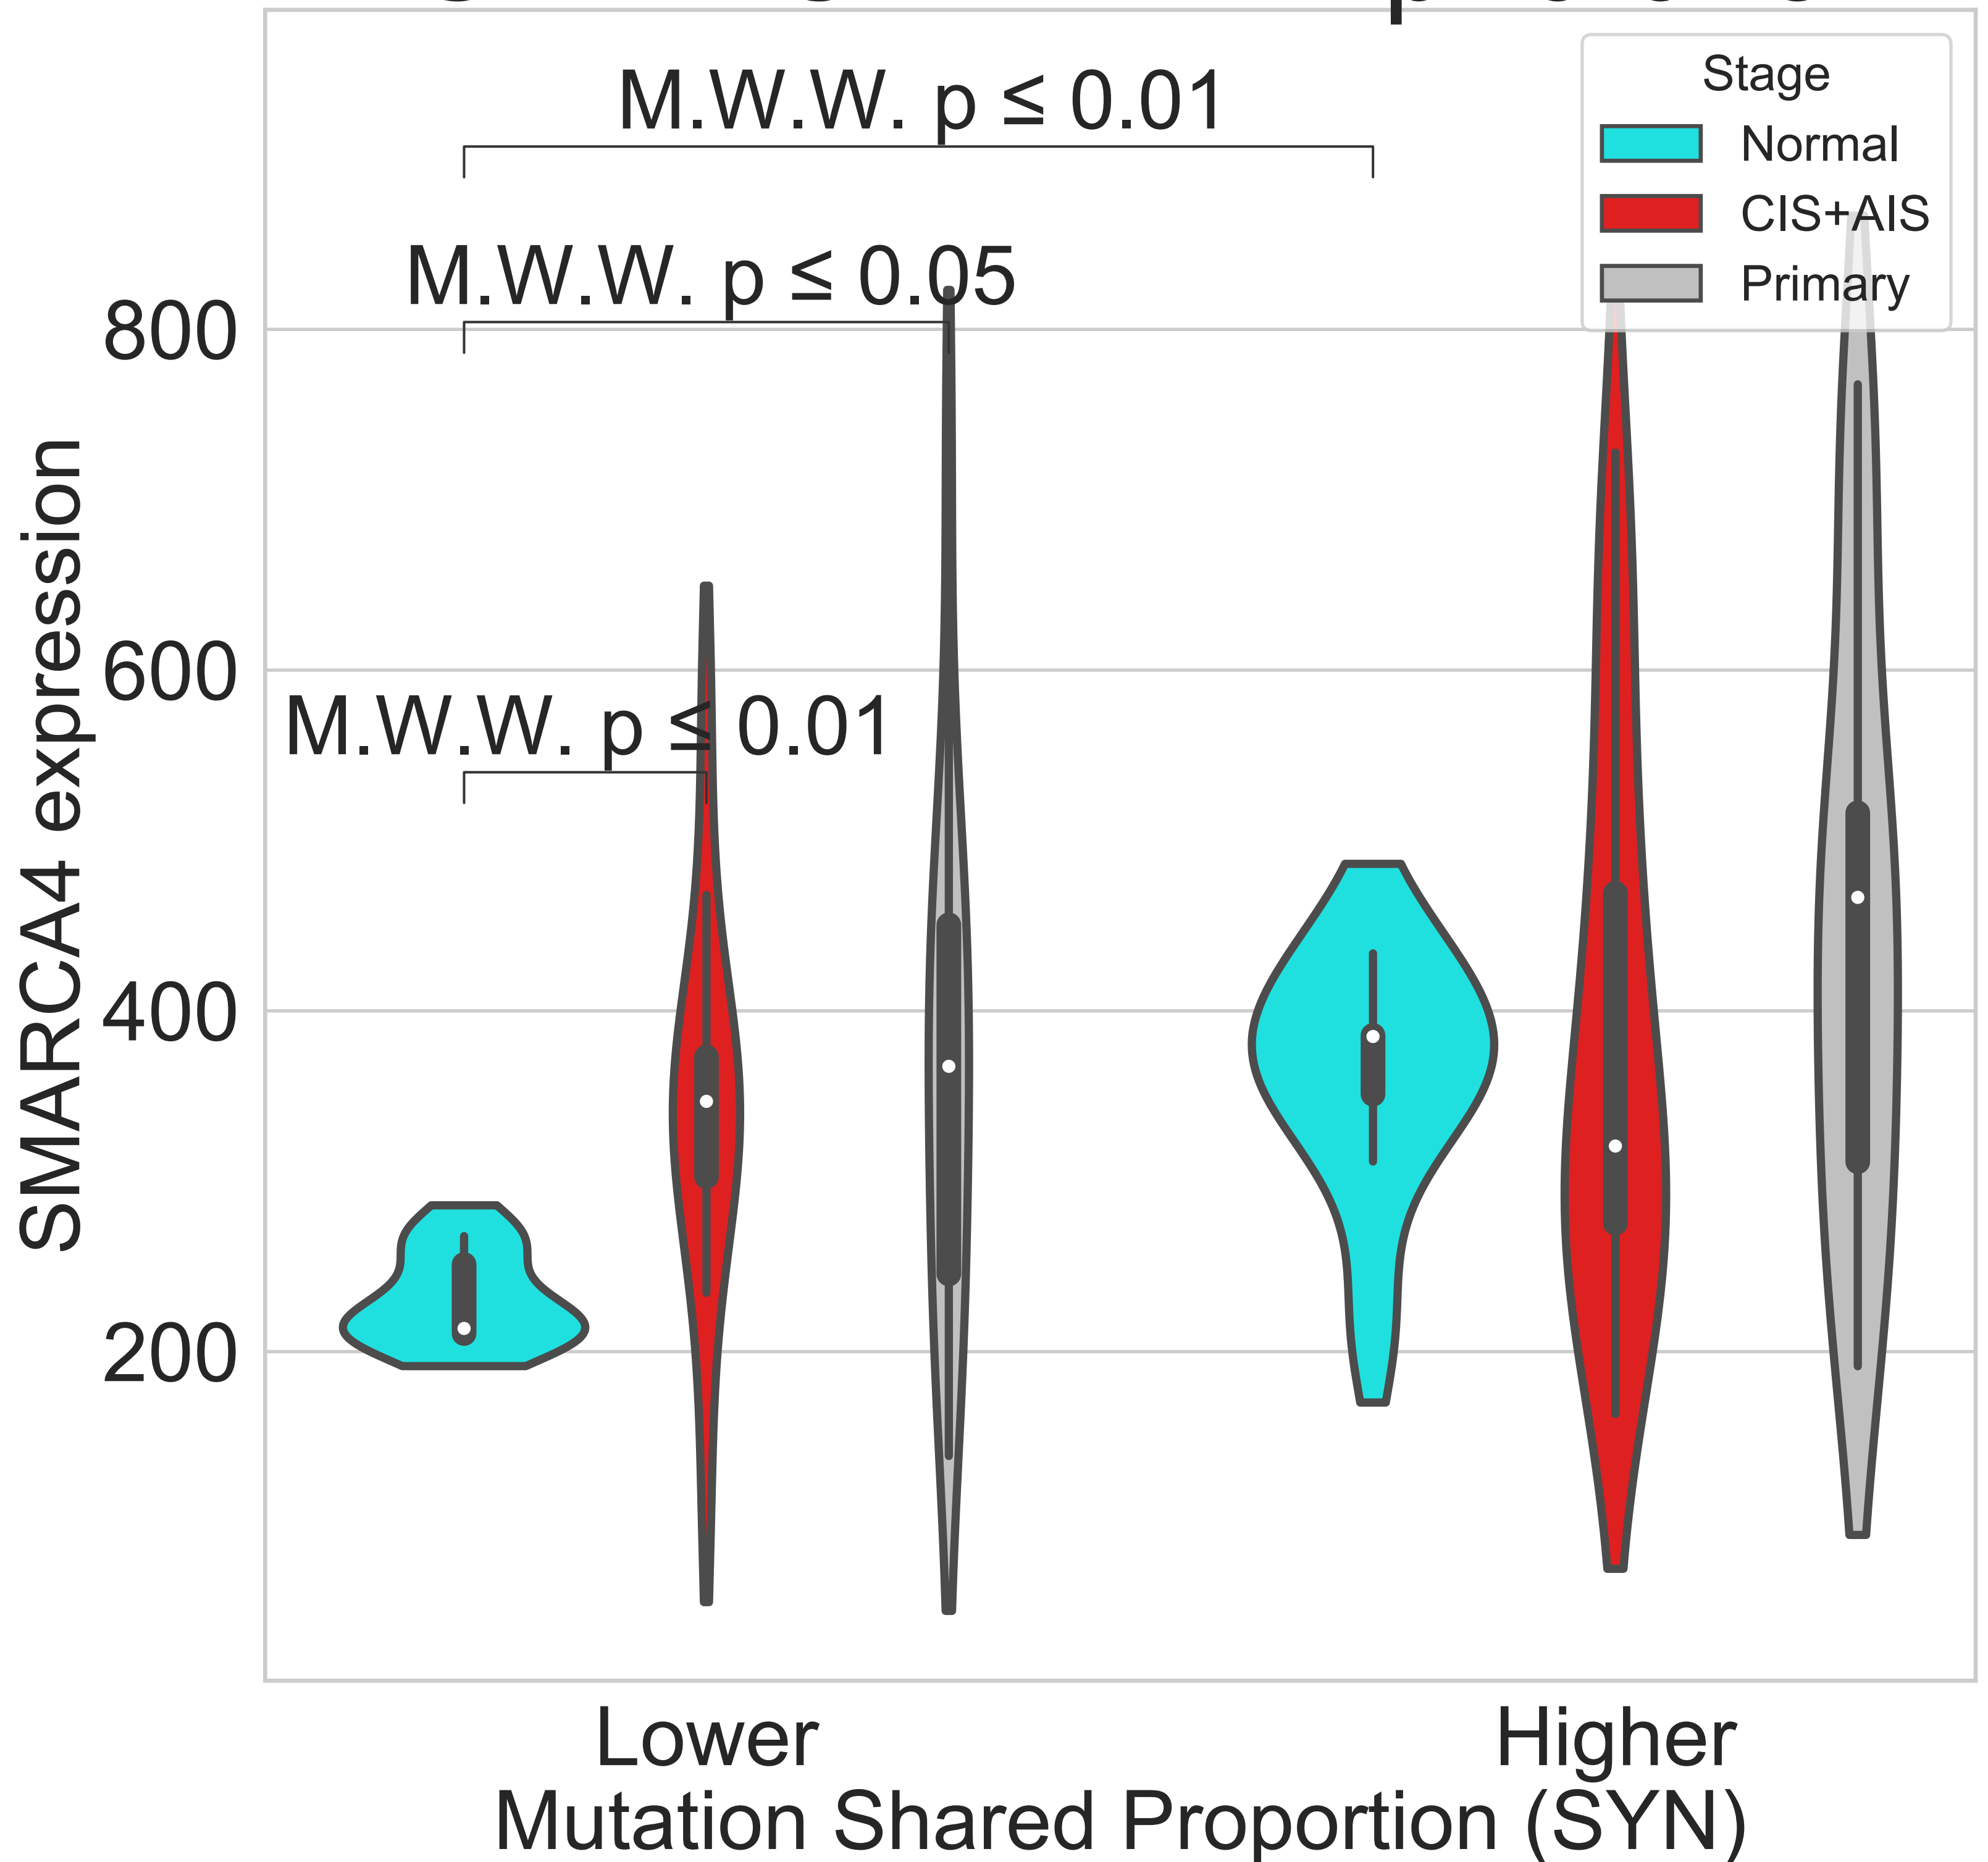 M.W.W. p ≤ 0.01
Stage
Normal
CIS+AIS
Primary
M.W.W. p ≤ 0.05
M.W.W. p ≤ 0.01
800
600
400
200
SMARCA4 expression
Lower
Higher
Mutation Shared Proportion (SYN)